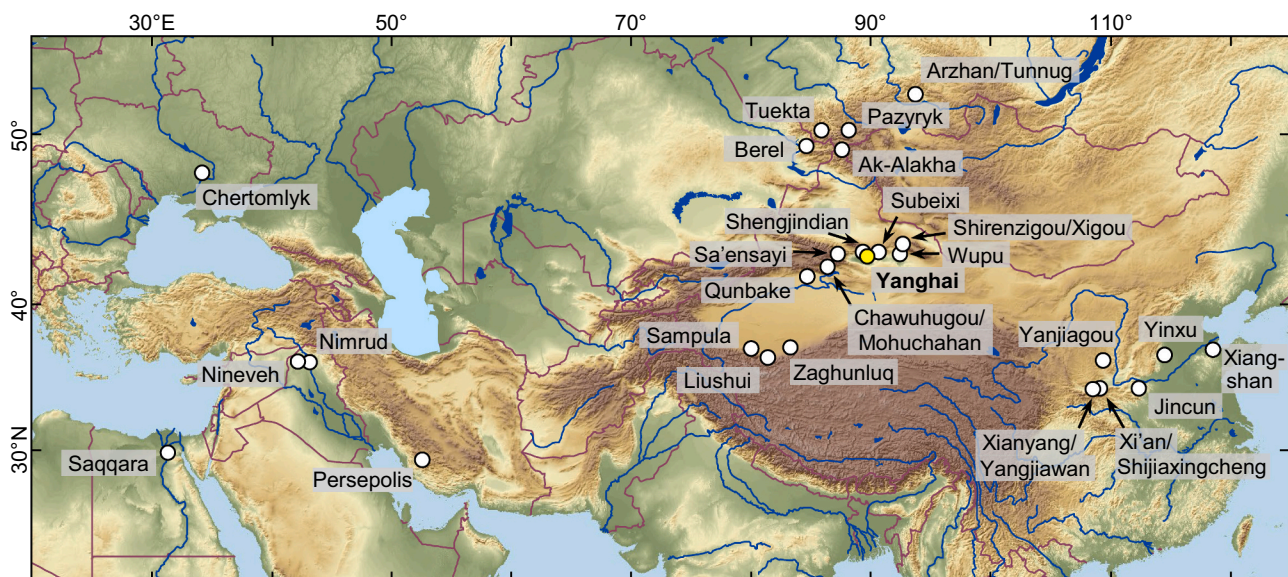 30°E 50° 70° 90° 110°
Arzhan/Tunnug
Tuekta
Pazyryk
50°
Berel
Ak-Alakha
Chertomlyk
Subeixi
Shengjindian
Shirenzigou/Xigou
Sa'ensayi
Wupu
Yanghai
Qunbake
40°
Chawuhugou/
Mohuchahan
Nimrud
Sampula
Yanjiagou
Yinxu
Nineveh
Liushui
Zaghunluq
Xiang-
shan
Jincun
30°N
Saqqara
Persepolis
Xianyang/
Yangjiawan
Xi'an/
Shijiaxingcheng